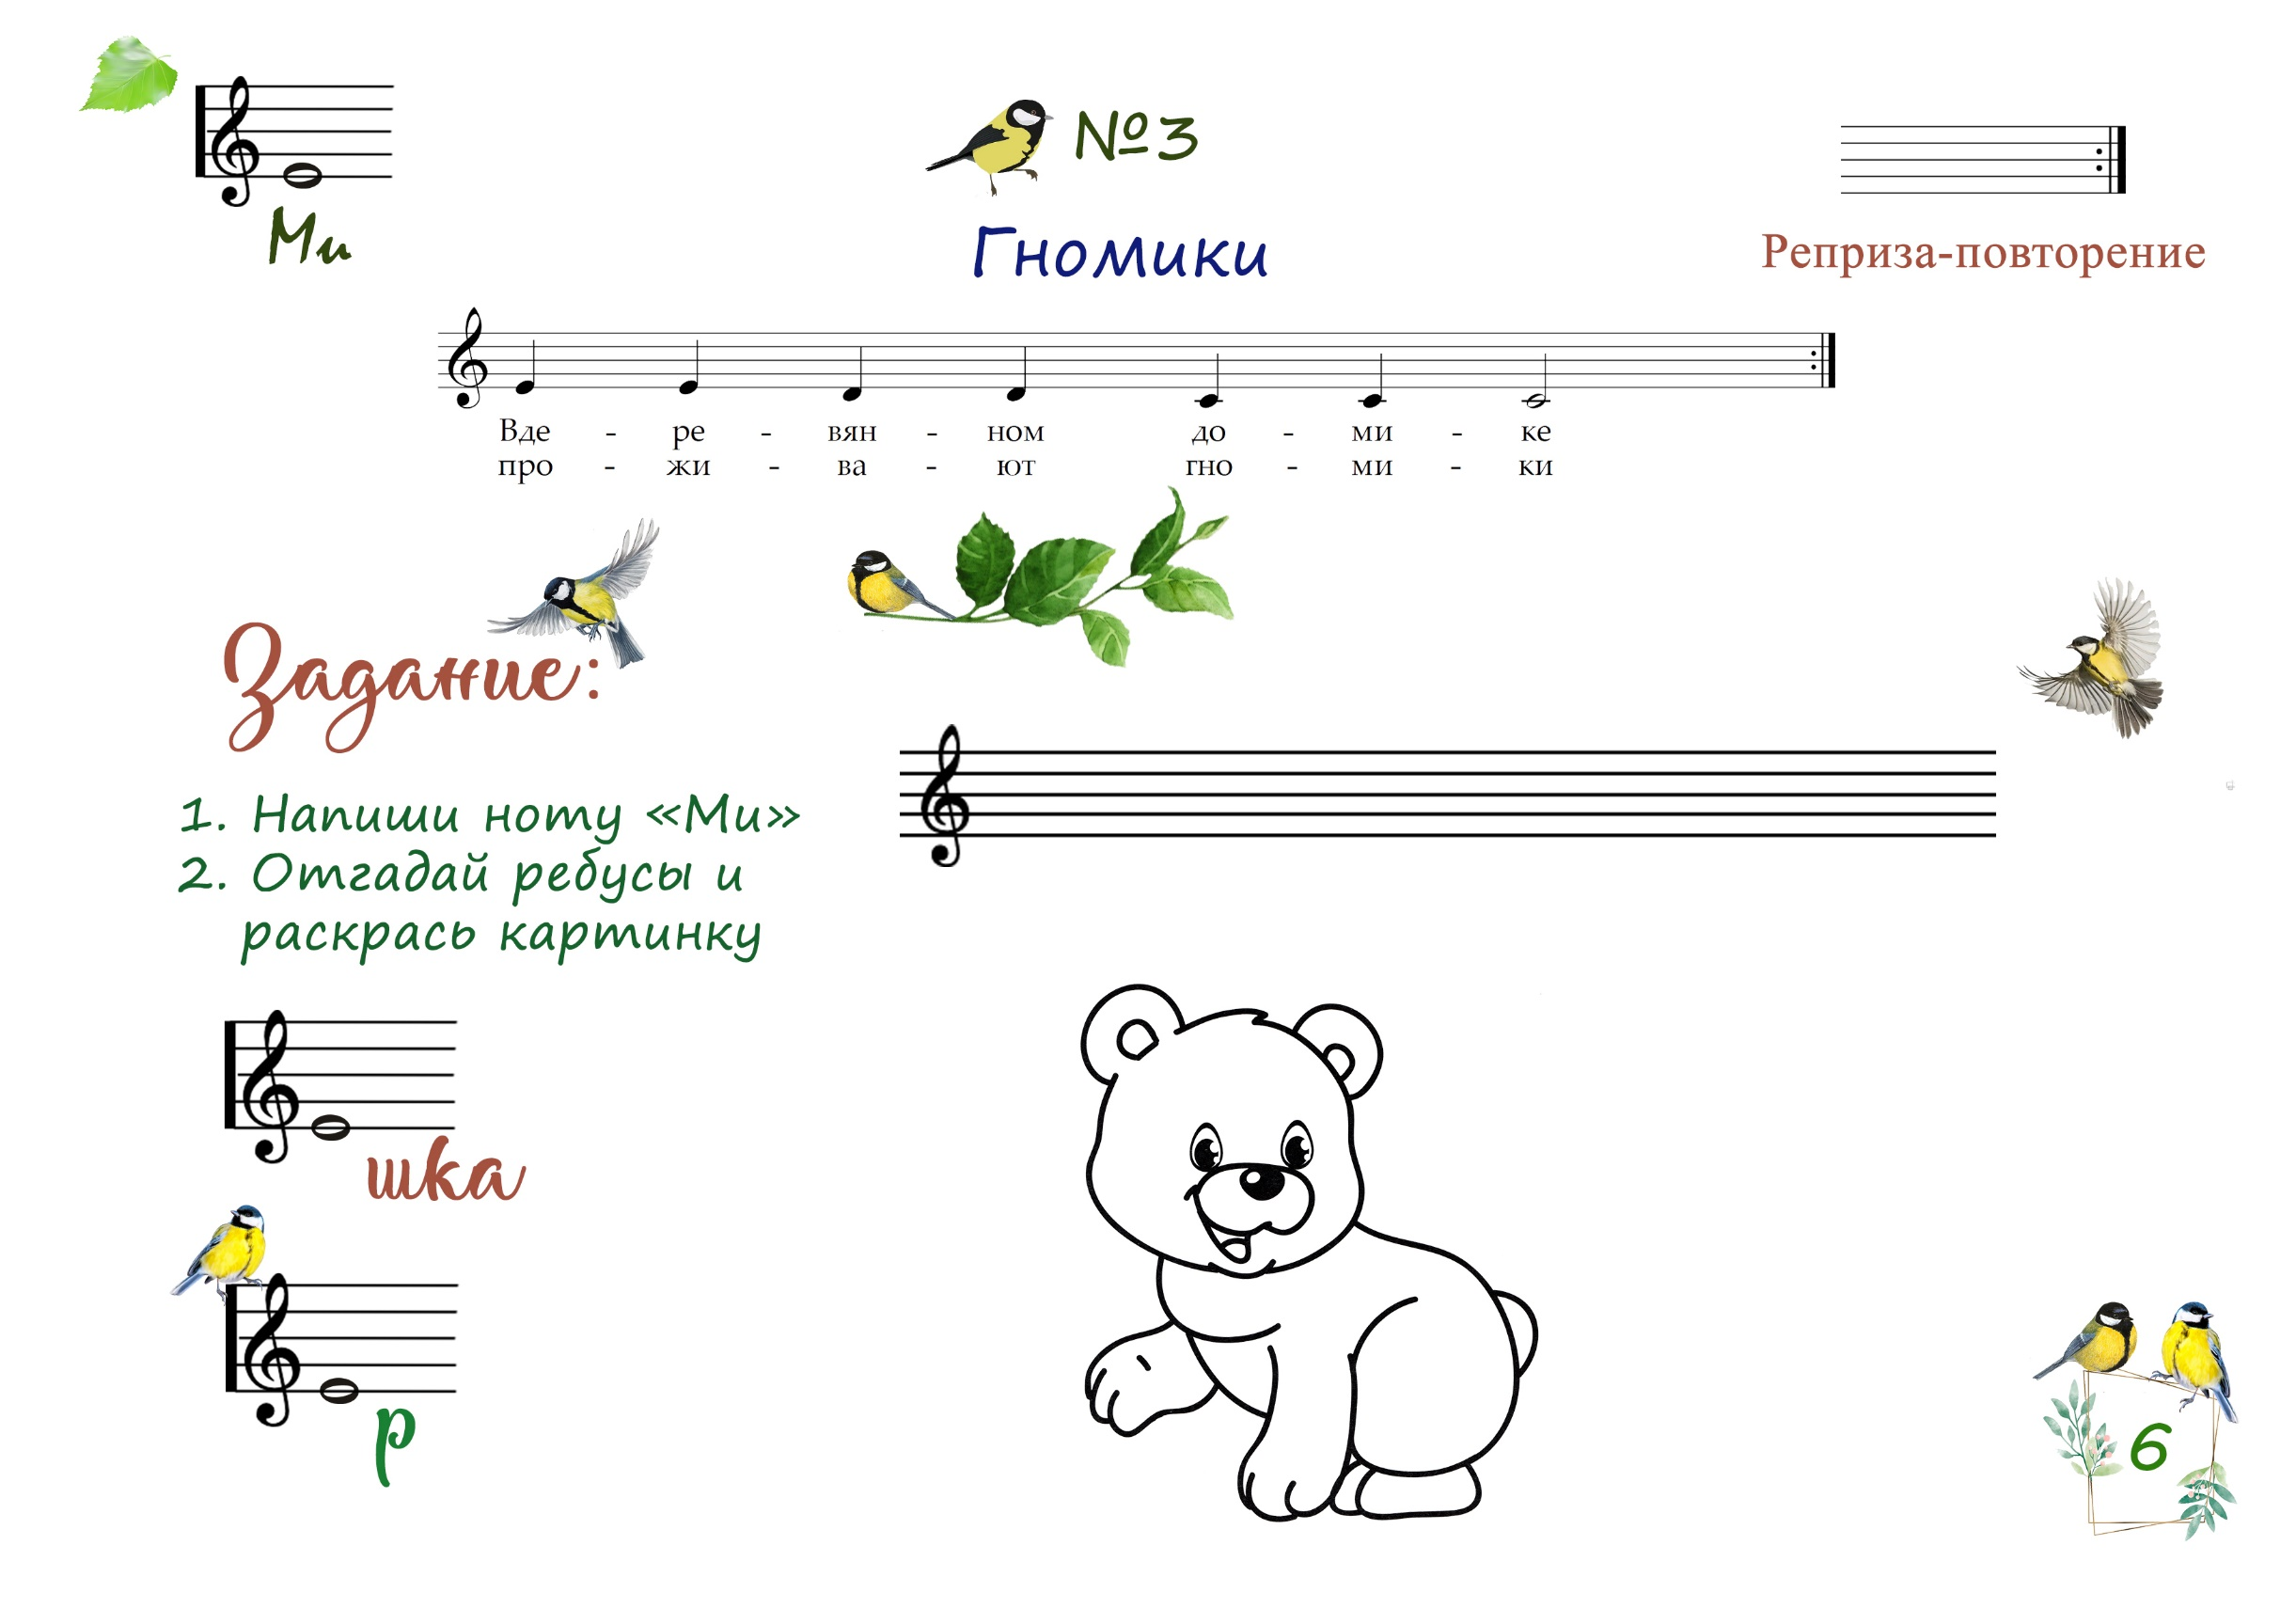 №3
Ми
Гномики
Реприза-повторение
Вде - ре - вян - ном до - ми - ке
про - жи - ва - ют гно - ми - ки
Задание:
1. Напиши ноту «Ми»
2. Отгадай ребусы и
раскрась картинку
шка
р
6